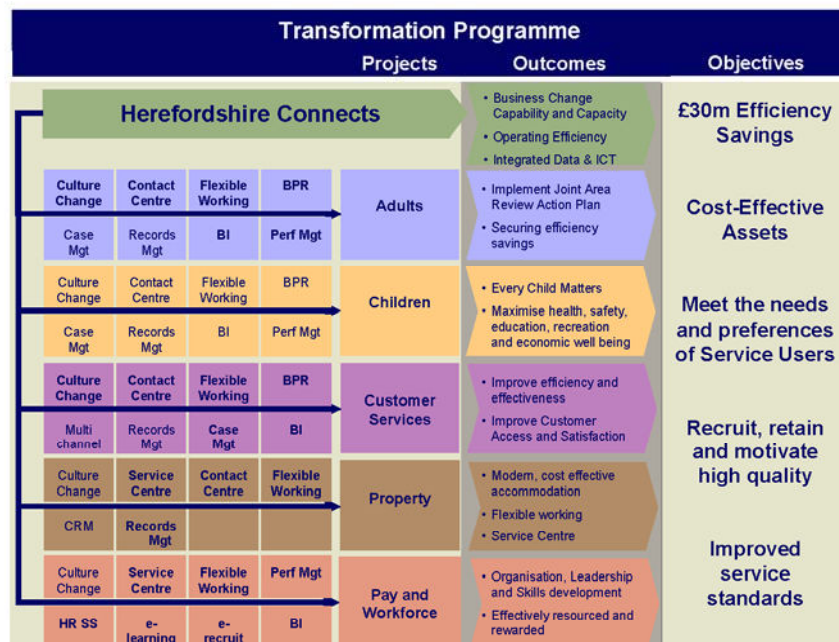 Transformation Programme
Projects
Outcomes
Objectives
Herefordshire Connects
• Business Change
Capability and Capacity
• Operating Efficiency
• Integrated Data & ICT
£30m Efficiency
Savings
Culture
Change
Contact
Centre
Flexible
Working
BPR
Case
Mgt
Records
Mgt
BI
Perf Mgt
Adults
• Implement Joint Area
Review Action Plan
• Securing efficiency
savings
Cost-Effective
Assets
Culture
Change
Contact
Centre
Flexible
Working
BPR
Case
Mgt
Records
Mgt
BI
Perf Mgt
Children
• Every Child Matters
• Maximise health, safety,
education, recreation
and economic well being
Meet the needs
and preferences
of Service Users
Culture
Change
Contact
Centre
Flexible
Working
BPR
Multi
channel
Records
Mgt
Case
Mgt
BI
Customer
Services
• Improve efficiency and
effectiveness
• Improve Customer
Access and Satisfaction
Recruit, retain
and motivate
high quality
Culture
Change
Service
Centre
Contact
Centre
Flexible
Working
CRM
Records
Mgt
Property
• Modern, cost effective
accommodation
• Flexible working
• Service Centre
Improved
service
standards
Culture
Change
Service
Centre
Flexible
Working
Perf Mgt
HR SS
e-
learning
e-
recruit
BI
Pay and
Workforce
• Organisation, Leadership
and Skills development
• Effectively resourced and
rewarded